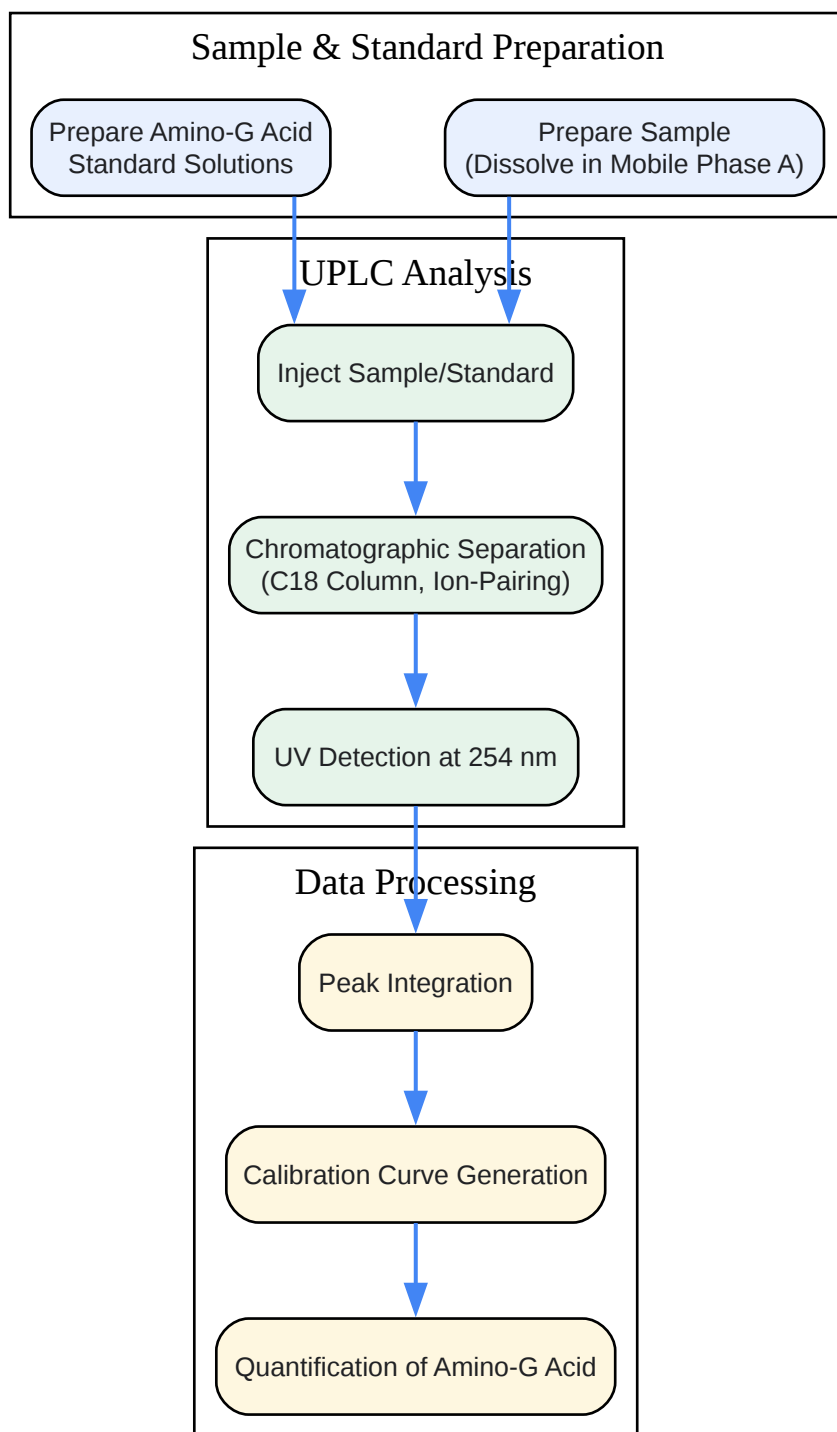 Sample & Standard Preparation
Prepare Amino-G Acid
Standard Solutions
Prepare Sample
(Dissolve in Mobile Phase A)
UPLC Analysis
Inject Sample/Standard
Chromatographic Separation
(C18 Column, Ion-Pairing)
UV Detection at 254 nm
Data Processing
Peak Integration
Calibration Curve Generation
Quantification of Amino-G Acid